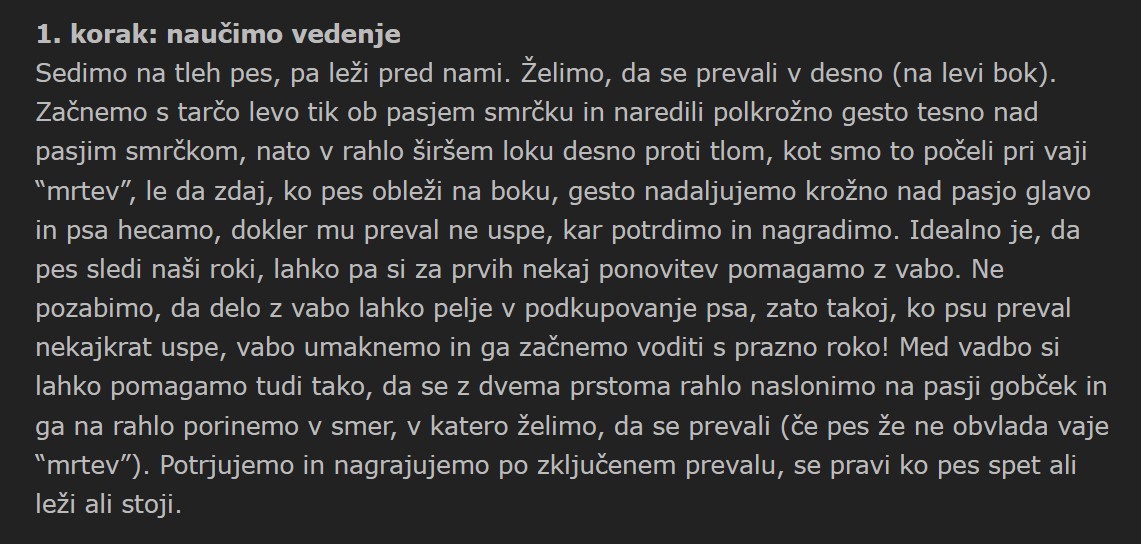 1. korak: naučimo vedenje
Sedimo na tleh pes, pa leži pred nami. Želimo, da se prevali v desno (na levi bok).
Začnemo s tarčo levo tik ob pasjem smrčku in naredili polkrožno gesto tesno nad
pasjim smrčkom, nato v rahlo širšem loku desno proti tlom, kot smo to počeli pri vaji
“mrtev”, le da zdaj, ko pes obleži na boku, gesto nadaljujemo krožno nad pasjo glavo
in psa hecamo, dokler mu preval ne uspe, kar potrdimo in nagradimo. Idealno je, da
pes sledi naši roki, lahko pa si za prvih nekaj ponovitev pomagamo z vabo. Ne
pozabimo, da delo z vabo lahko pelje v podkupovanje psa, zato takoj, ko psu preval
nekajkrat uspe, vabo umaknemo in ga začnemo voditi s prazno roko! Med vadbo si
lahko pomagamo tudi tako, da se z dvema prstoma rahlo naslonimo na pasji gobček in
ga na rahlo porinemo v smer, v katero želimo, da se prevali (če pes že ne obvlada vaje
“mrtev”). Potrjujemo in nagrajujemo po zključenem prevalu, se pravi ko pes spet ali
leži ali stoji.